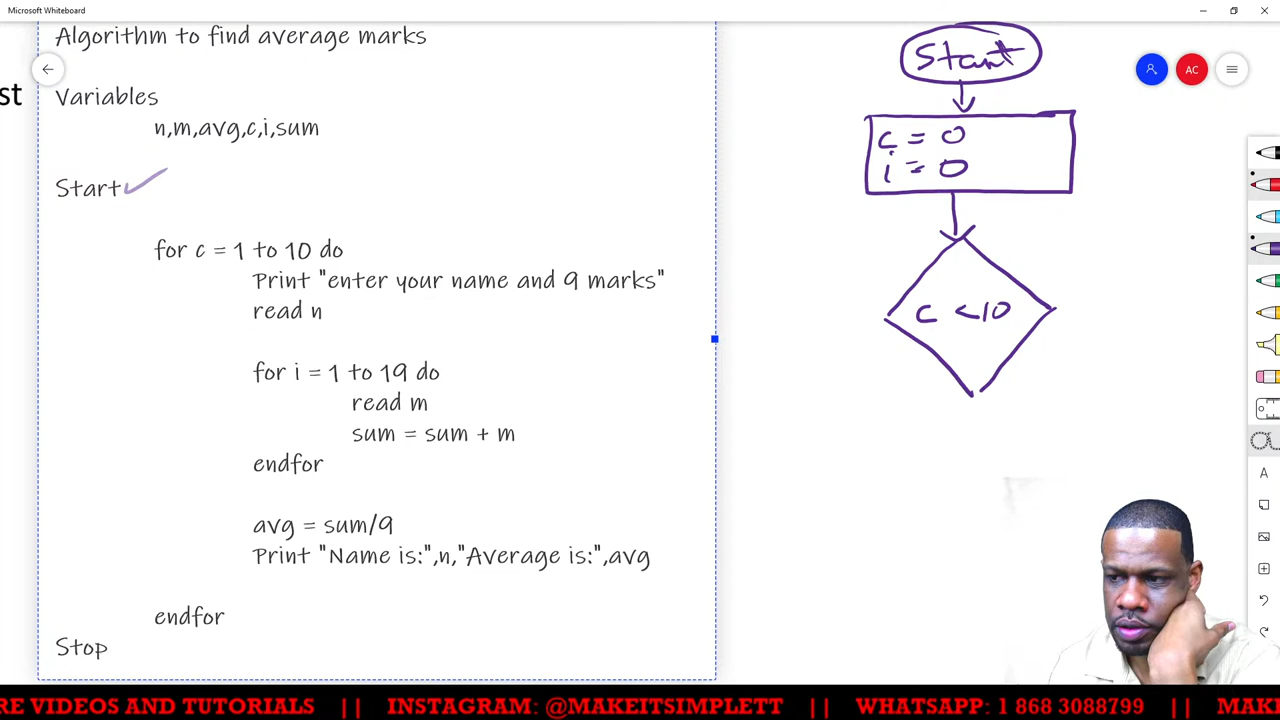 Microsoft Whiteboard
Algorithm to find average marks
st
Variables
n,m,avg,c,i,sum
Start
for c = 1 to 10 do
Print "enter your name and 9 marks"
read n
for i = 1 to 19 do
read m
sum = sum + m
endfor
avg = sum/9
Print "Name is:",n,"Average is:",avg
endfor
Stop
Start
c = 0
i = 0
c < 10
AC
A
RE VIDEOS AND TUTORIALS || INSTAGRAM: @MAKEITSIMPLETT || WHATSAPP: 1 868 3088799